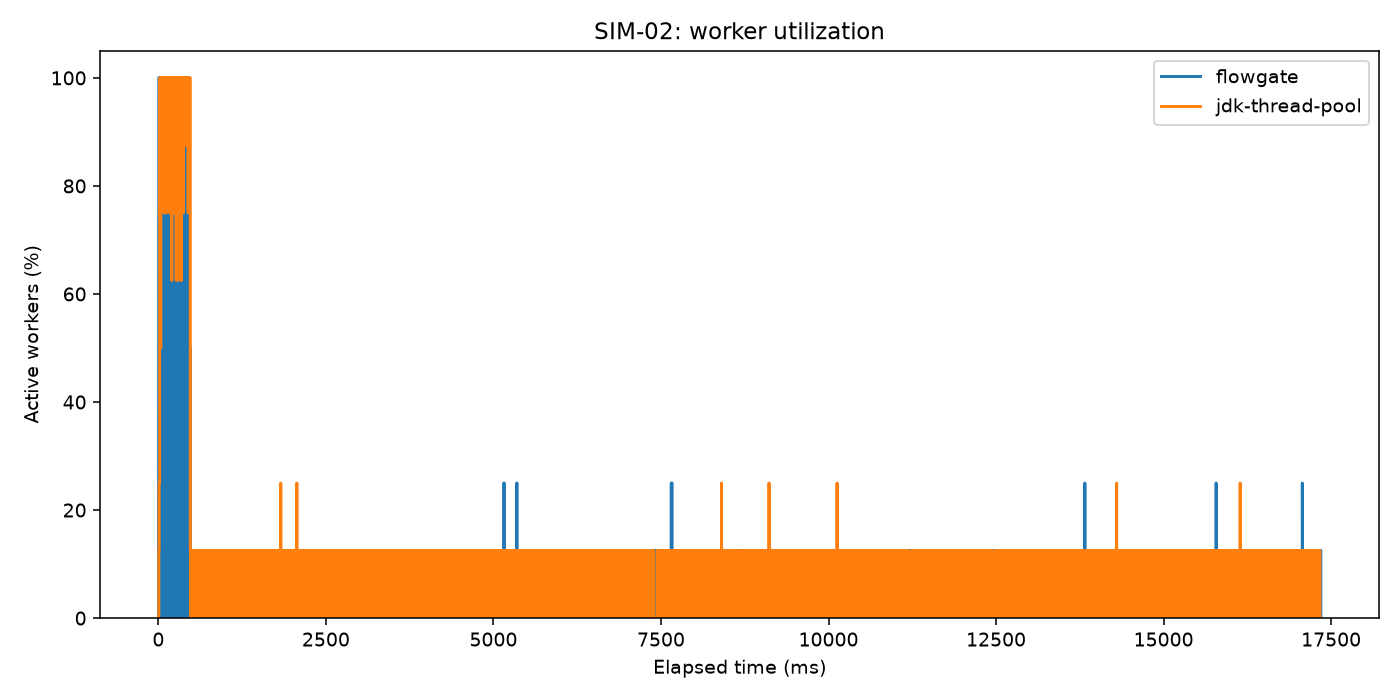 SIM-02: worker utilization
flowgate
jdk-thread-pool
Active workers (%)
100
80
60
40
20
0
0 2500 5000 7500 10000 12500 15000 17500
Elapsed time (ms)